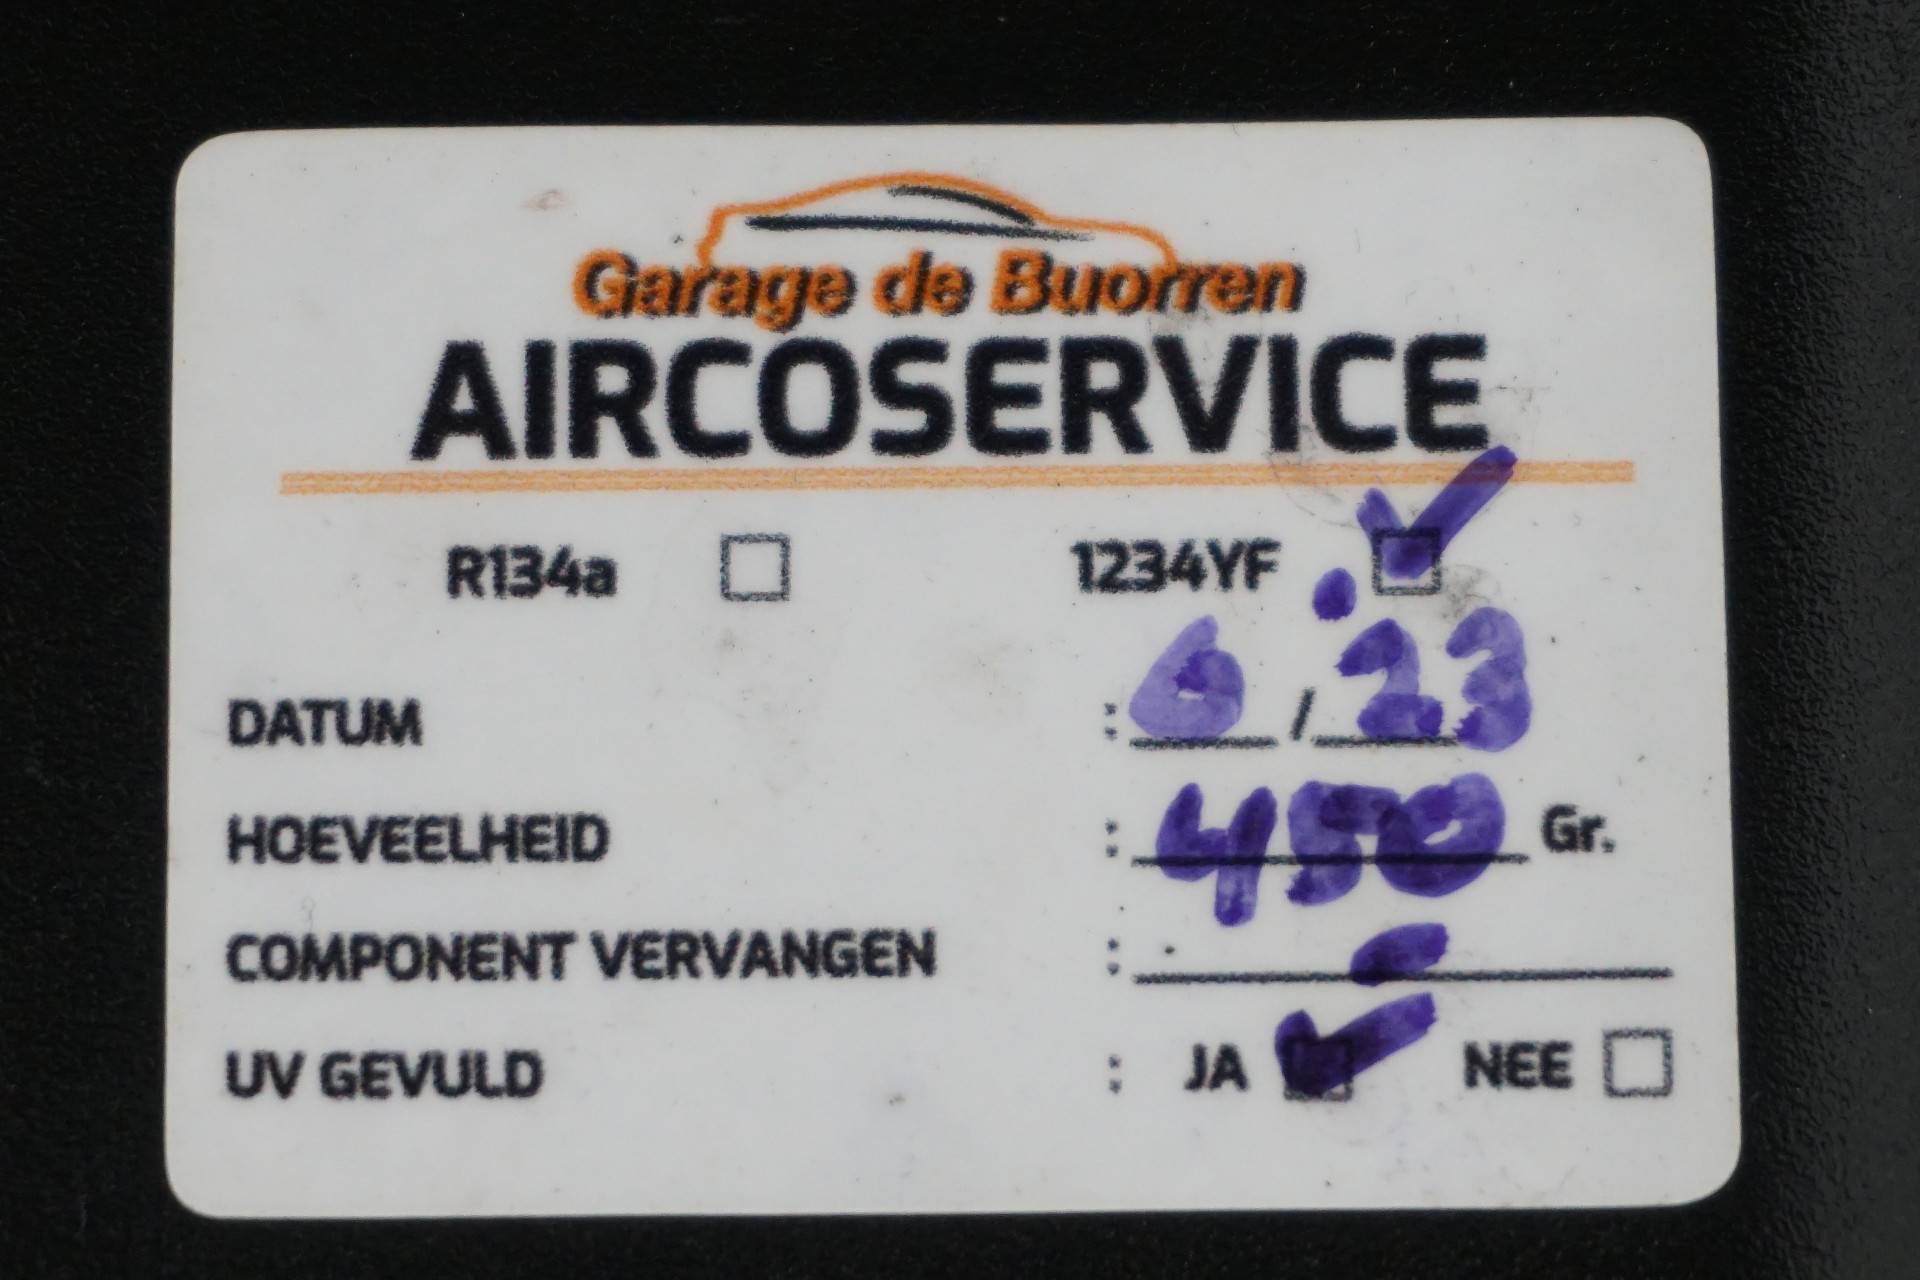 Garage de Buorren
AIRCOSERVICE
R134a ☐ 1234YF ☑
DATUM : 6 / 23
HOEVEELHEID : 450 Gr.
COMPONENT VERVANGEN : -
UV GEVULD : JA ☑ NEE ☐